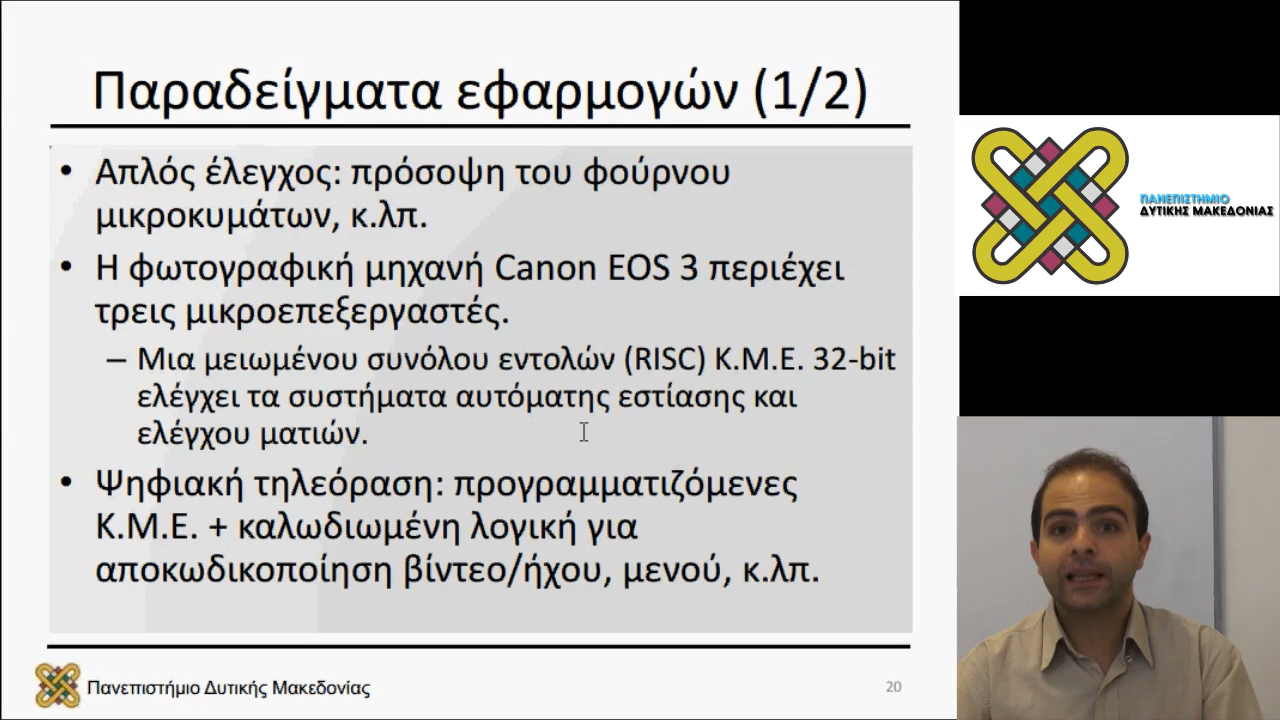 Παραδείγματα εφαρμογών (1/2)
• Απλός έλεγχος: πρόσοψη του φούρνου
μικροκυμάτων, κ.λπ.
• Η φωτογραφική μηχανή Canon EOS 3 περιέχει
τρεις μικροεπεξεργαστές.
– Μια μειωμένου συνόλου εντολών (RISC) Κ.Μ.Ε. 32-bit
ελέγχει τα συστήματα αυτόματης εστίασης και
ελέγχου ματιών.
• Ψηφιακή τηλεόραση: προγραμματιζόμενες
Κ.Μ.Ε. + καλωδιωμένη λογική για
αποκωδικοποίηση βίντεο/ήχου, μενού, κ.λπ.
Πανεπιστήμιο Δυτικής Μακεδονίας
20
ΠΑΝΕΠΙΣΤΗΜΙΟ
ΔΥΤΙΚΗΣ ΜΑΚΕΔΟΝΙΑΣ